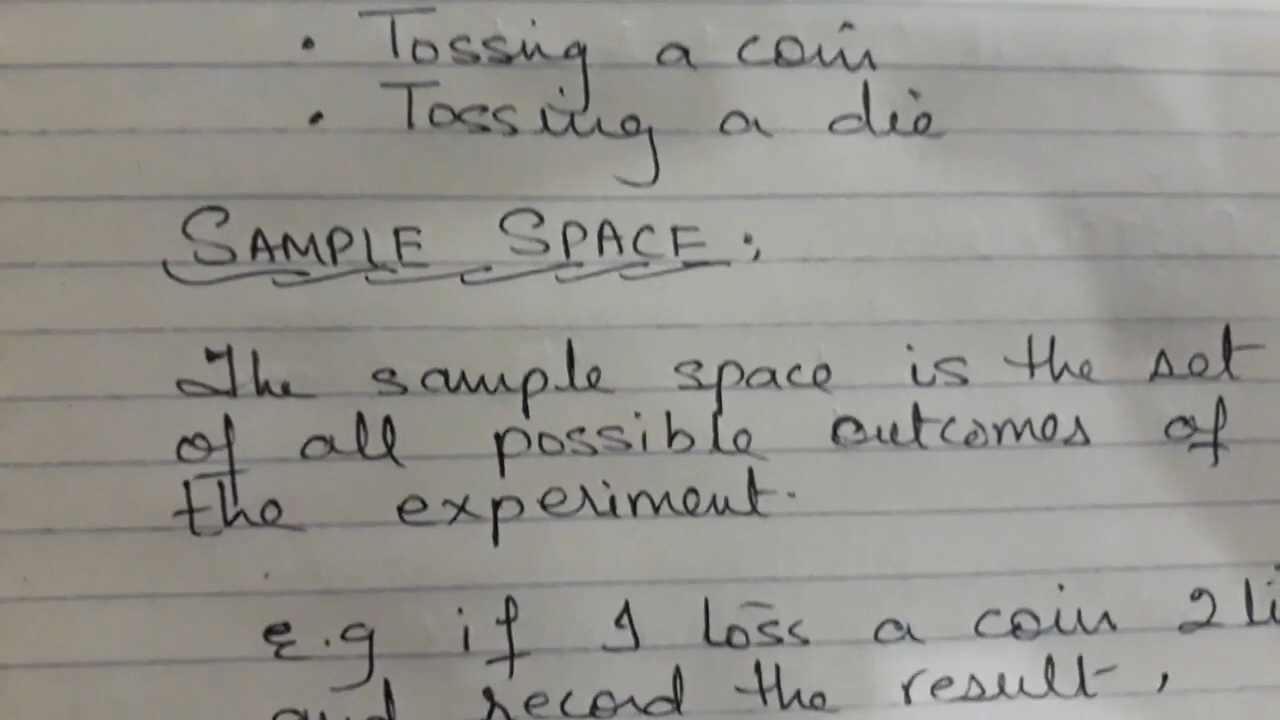 • Tossing a coin
• Tossing a die
SAMPLE SPACE:
The sample space is the set
of all possible outcomes of
the experiment.
e.g if I toss a coin 2
and record the result,